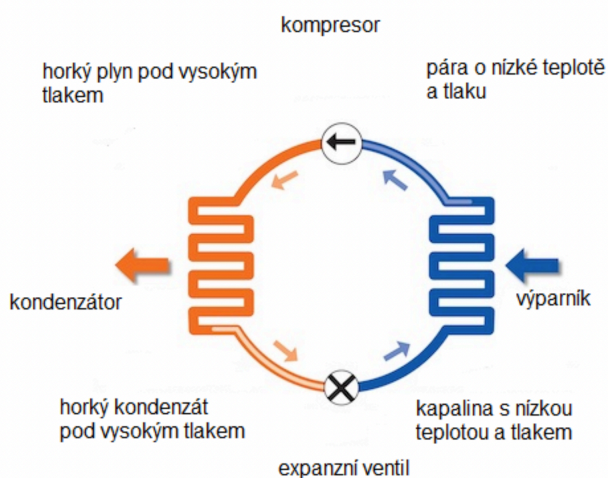 kompresor
horký plyn pod vysokým
tlakem
pára o nízké teplotě
a tlaku
kondenzátor
výparník
horký kondenzát
pod vysokým tlakem
kapalina s nízkou
teplotou a tlakem
expanzní ventil